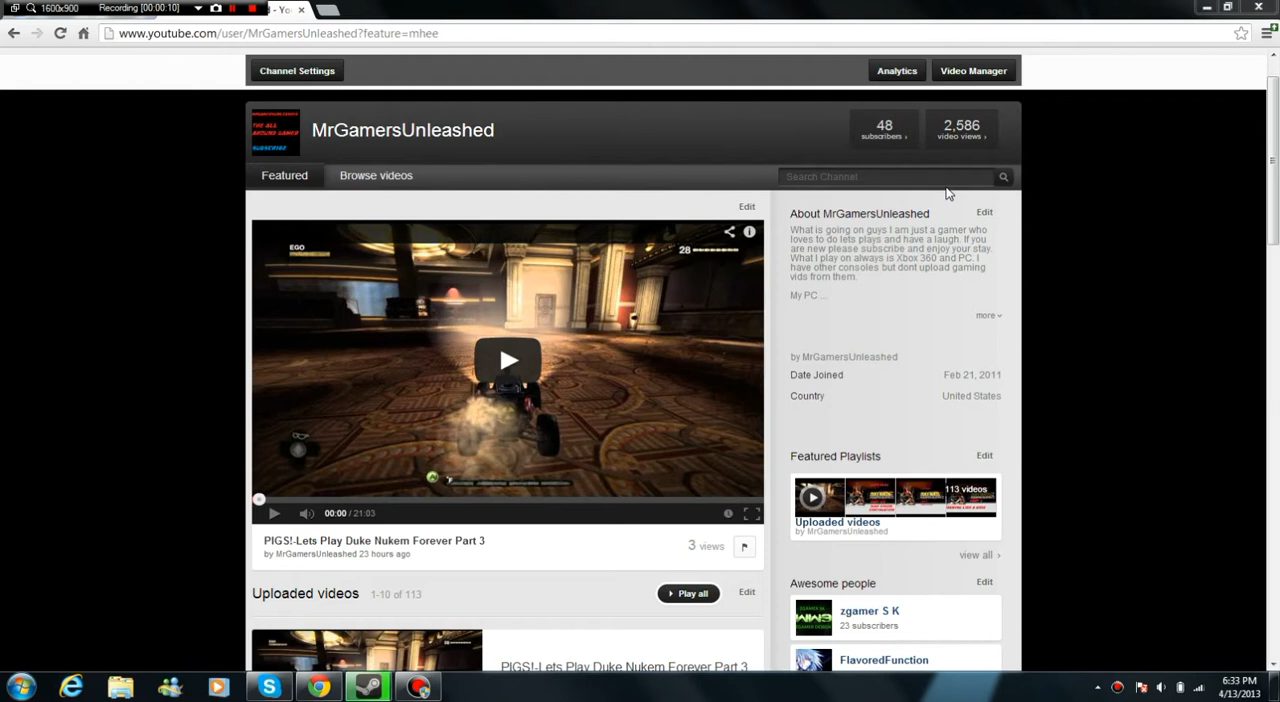 1600x900 Recording [00:00:10]
www.youtube.com/user/MrGamersUnleashed?feature=mhee
Channel Settings
Analytics
Video Manager
THE ALL
AROUND GAMER
SUBSCRIBE
MrGamersUnleashed
48
subscribers ›
2,586
video views ›
Featured
Browse videos
Search Channel
Edit
EGO
28
About MrGamersUnleashed
Edit
What is going on guys I am just a gamer who
loves to do lets plays and have a laugh. If you
are new please subscribe and enjoy your stay.
What I play on always is Xbox 360 and PC. I
have other consoles but dont upload gaming
vids from them.
My PC ...
more
by MrGamersUnleashed
Date Joined
Feb 21, 2011
Country
United States
Featured Playlists
Edit
113 videos
Uploaded videos
by MrGamersUnleashed
view all ›
00:00 / 21:03
PIGS!-Lets Play Duke Nukem Forever Part 3
by MrGamersUnleashed 23 hours ago
3 views
Uploaded videos 1-10 of 113
Play all
Edit
PIGS!-Lets Play Duke Nukem Forever Part 3
Awesome people
Edit
zgamer S K
23 subscribers
FlavoredFunction
6:33 PM
4/13/2013